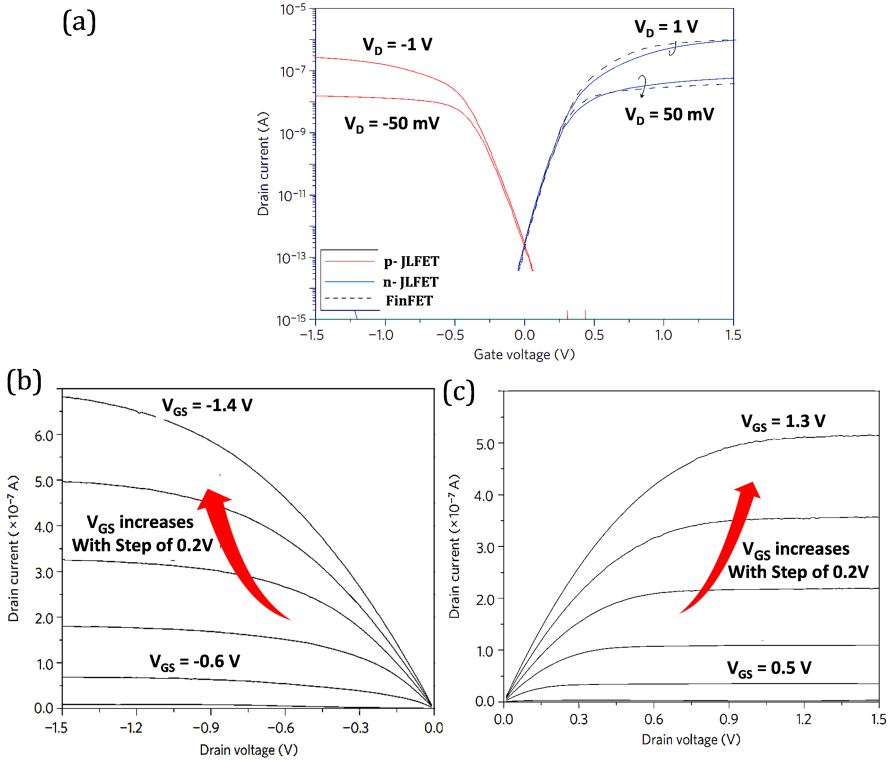 (a)
V_D = -1 V
V_D = 1 V
V_D = -50 mV
V_D = 50 mV
Drain current (A)
10⁻⁵
10⁻⁷
10⁻⁹
10⁻¹¹
10⁻¹³
10⁻¹⁵
p- JLFET
n- JLFET
FinFET
-1.5 -1.0 -0.5 0.0 0.5 1.0 1.5
Gate voltage (V)
(b)
V_GS = -1.4 V
V_GS increases
With Step of 0.2V
V_GS = -0.6 V
Drain current (×10⁻⁷ A)
6.0
5.0
4.0
3.0
2.0
1.0
0.0
-1.5 -0.9 -0.6 0.0
Drain voltage (V)
(c)
V_GS = 1.3 V
V_GS increases
With Step of 0.2V
V_GS = 0.5 V
Drain current (×10⁻⁷ A)
5.0
4.0
3.0
2.0
1.0
0.0
0.0 0.3 0.6 0.9 1.2 1.5
Drain voltage (V)